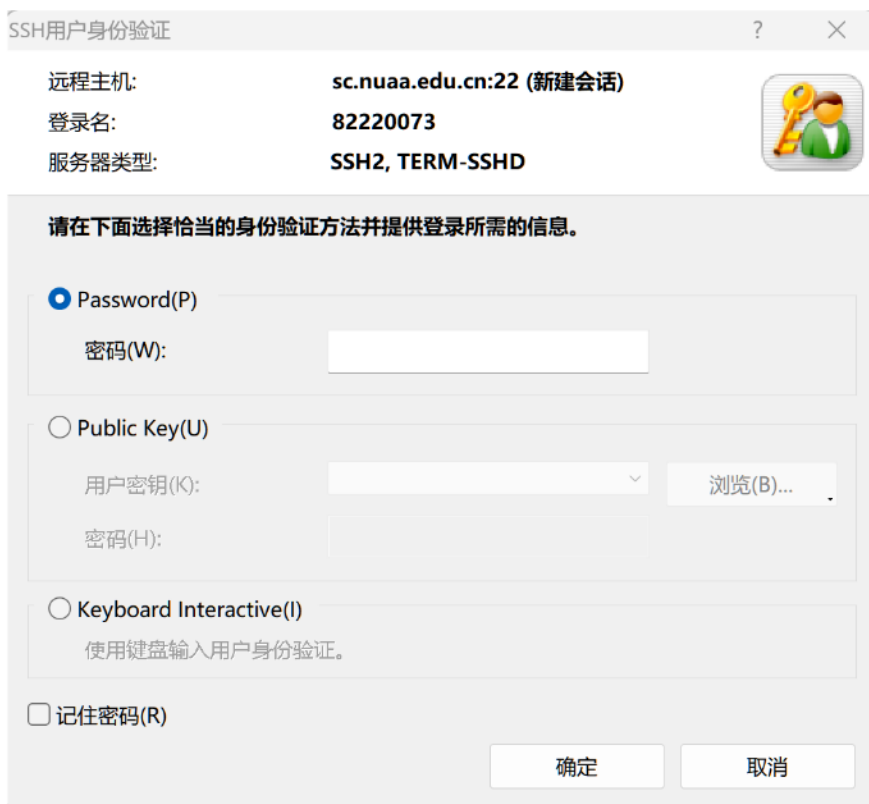 SSH用户身份验证 ? ×
远程主机: sc.nuaa.edu.cn:22 (新建会话)
登录名: 82220073
服务器类型: SSH2, TERM-SSHD
请在下面选择恰当的身份验证方法并提供登录所需的信息。
Password(P)
密码(W):
Public Key(U)
用户密钥(K): 浏览(B)...
密码(H):
Keyboard Interactive(I)
使用键盘输入用户身份验证。
记住密码(R)
确定 取消